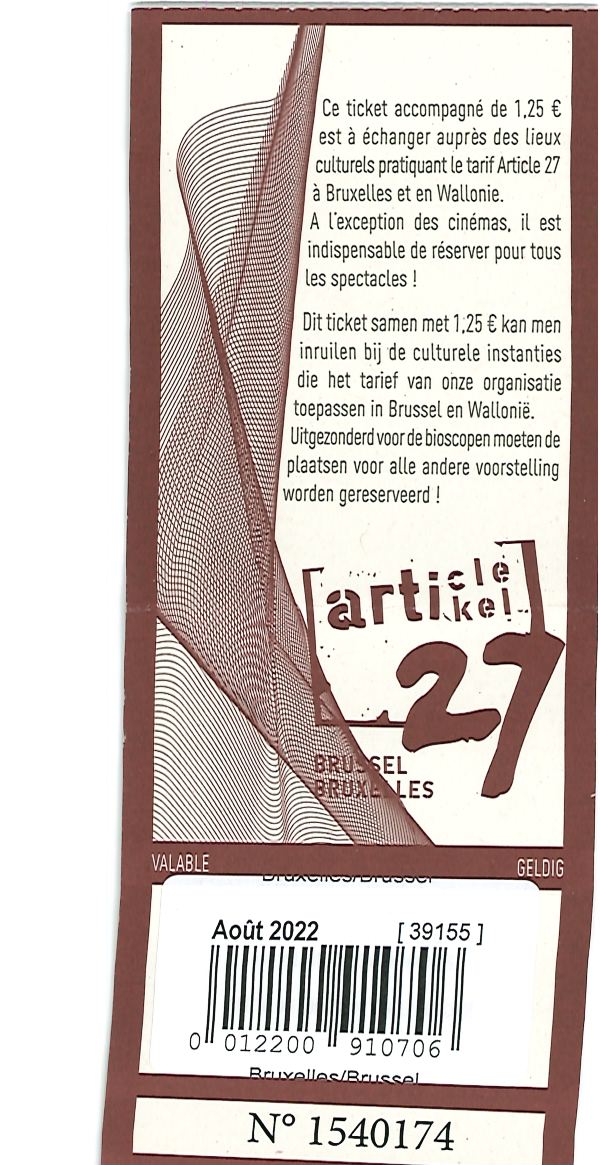 Ce ticket accompagné de 1,25 €
est à échanger auprès des lieux
culturels pratiquant le tarif Article 27
à Bruxelles et en Wallonie.
A l'exception des cinémas, il est
indispensable de réserver pour tous
les spectacles !
Dit ticket samen met 1,25 € kan men
inruilen bij de culturele instanties
die het tarief van onze organisatie
toepassen in Brussel en Wallonië.
Uitgezonderd voor de bioscopen moeten de
plaatsen voor alle andere voorstelling
worden gereserveerd !
[articlekel]
27
BRUSSEL
BRUXELLES
VALABLE GELDIG
Bruxelles/Brussel
Août 2022 [ 39155 ]
0 012200 910706
Bruxelles/Brussel
N° 1540174